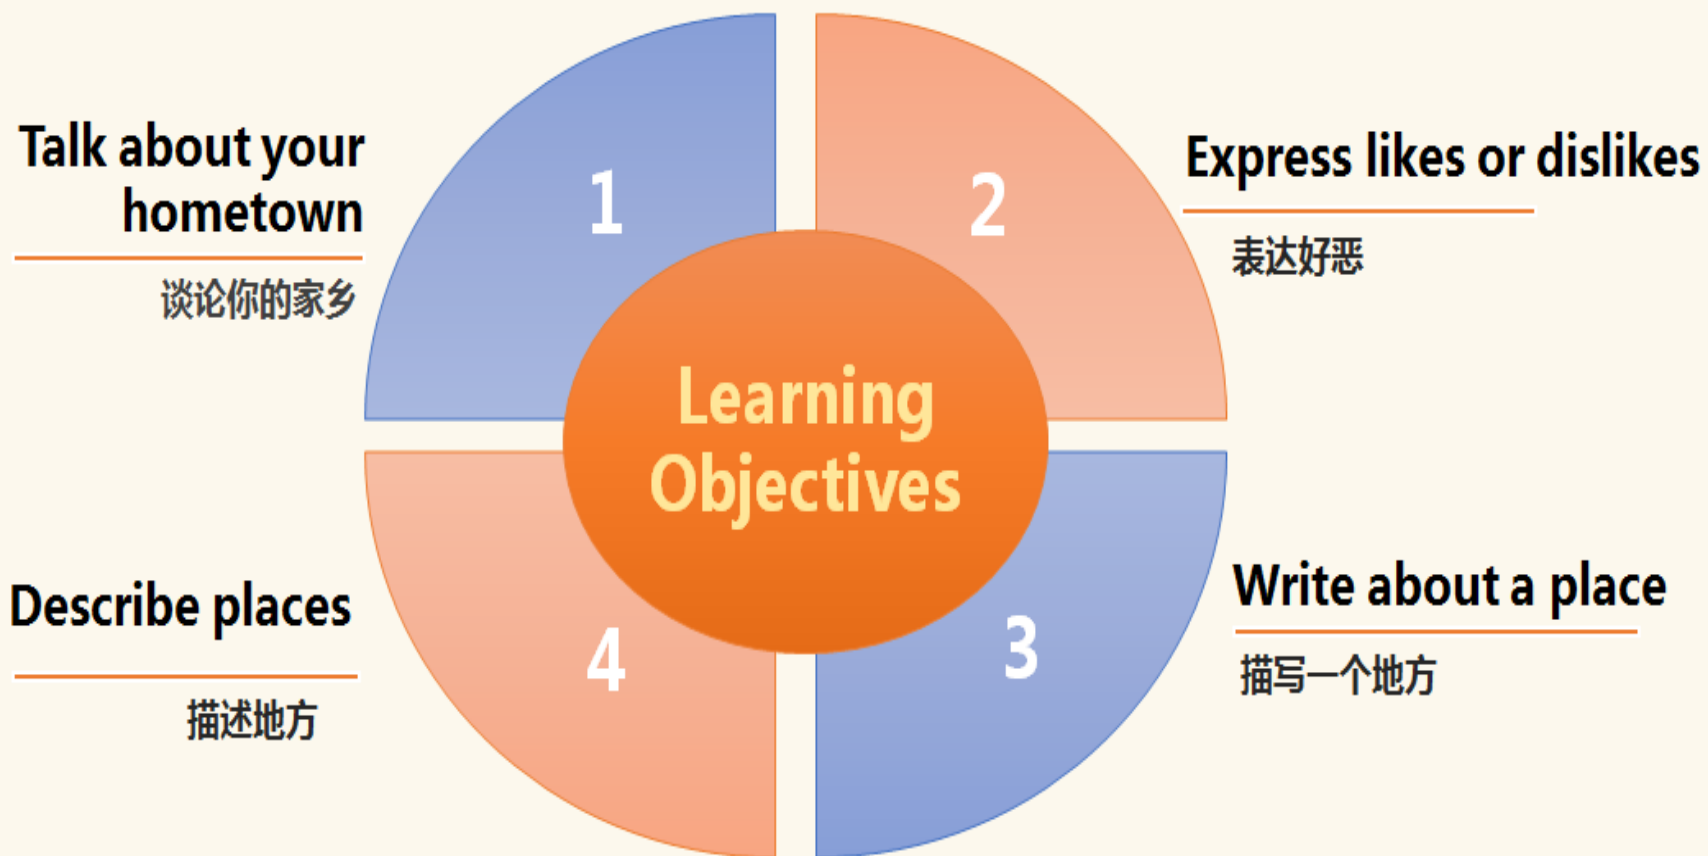 Talk about your
hometown
谈论你的家乡
1
2
Express likes or dislikes
表达好恶
Learning
Objectives
3
Write about a place
描写一个地方
4
Describe places
描述地方